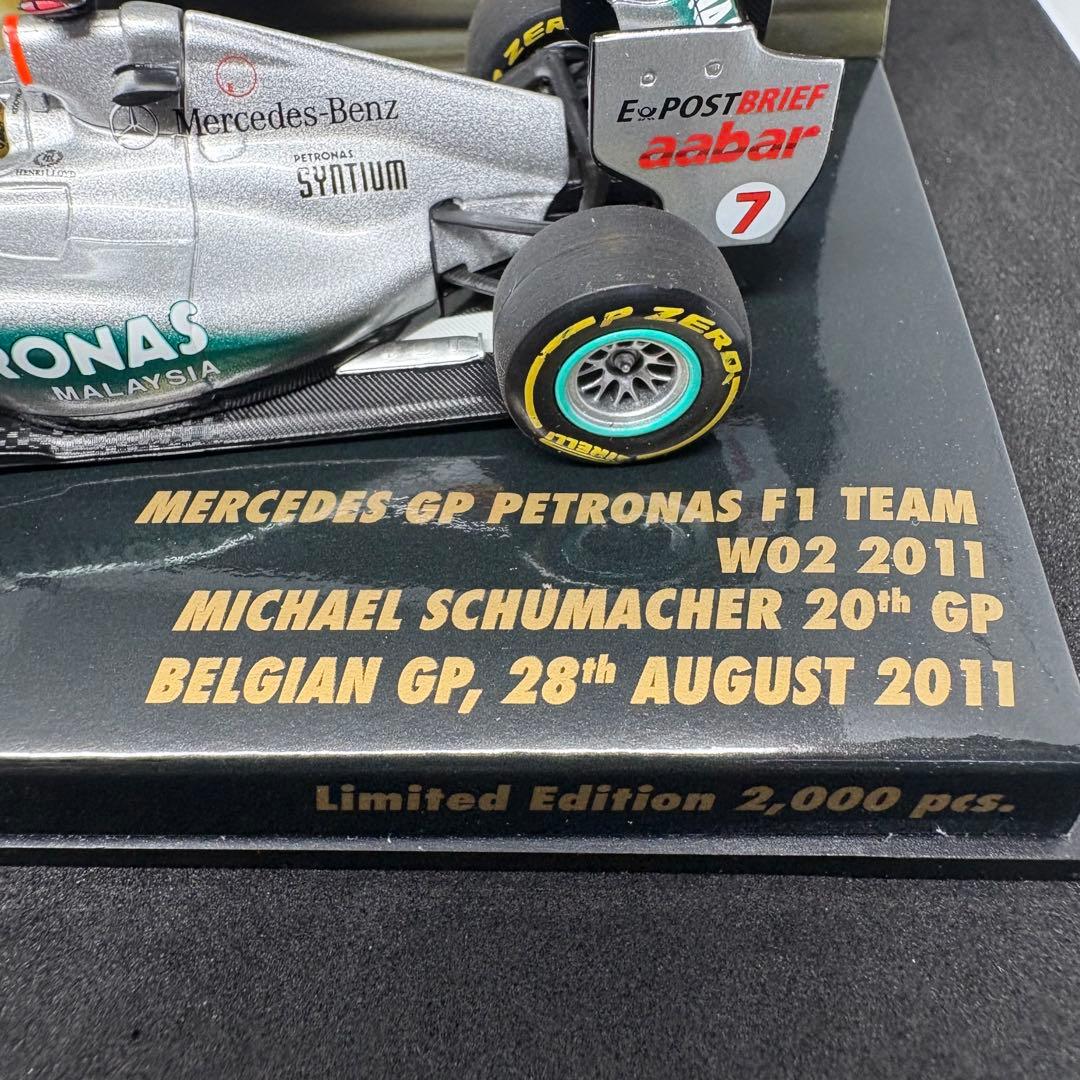 ZERO
E POSTBRIEF
aabar
7
Mercedes-Benz
HENRI LLOYD
PETRONAS
SYNTIUM
RONAS
MALAYSIA
P ZERO
PIRELLI
MERCEDES GP PETRONAS F1 TEAM
W02 2011
MICHAEL SCHUMACHER 20th GP
BELGIAN GP, 28th AUGUST 2011
Limited Edition 2,000 pcs.